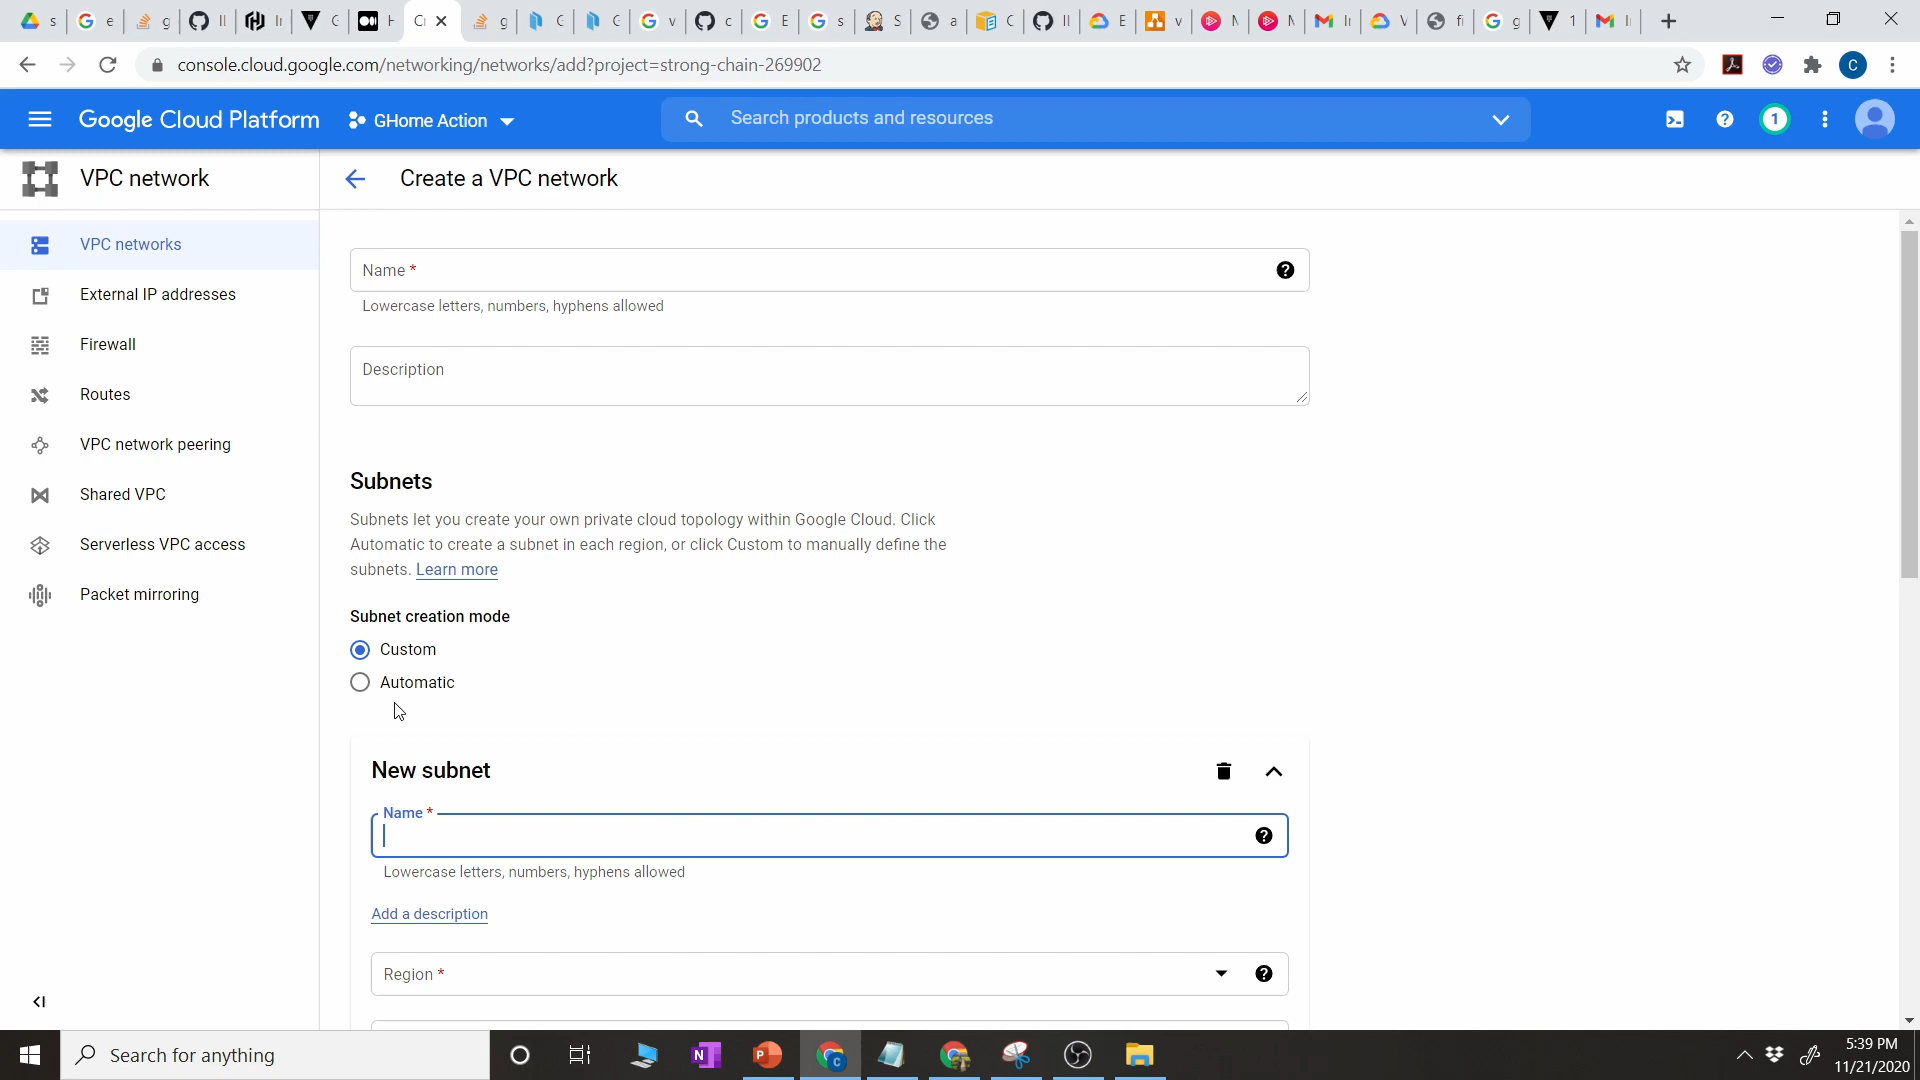 console.cloud.google.com/networking/networks/add?project=strong-chain-269902
Google Cloud Platform
GHome Action
Search products and resources
1
C
VPC network
Create a VPC network
VPC networks
External IP addresses
Firewall
Routes
VPC network peering
Shared VPC
Serverless VPC access
Packet mirroring
Name *
Lowercase letters, numbers, hyphens allowed
Description
Subnets
Subnets let you create your own private cloud topology within Google Cloud. Click
Automatic to create a subnet in each region, or click Custom to manually define the
subnets. Learn more
Subnet creation mode
Custom
Automatic
New subnet
Name *
Lowercase letters, numbers, hyphens allowed
Add a description
Region *
Search for anything
5:39 PM
11/21/2020